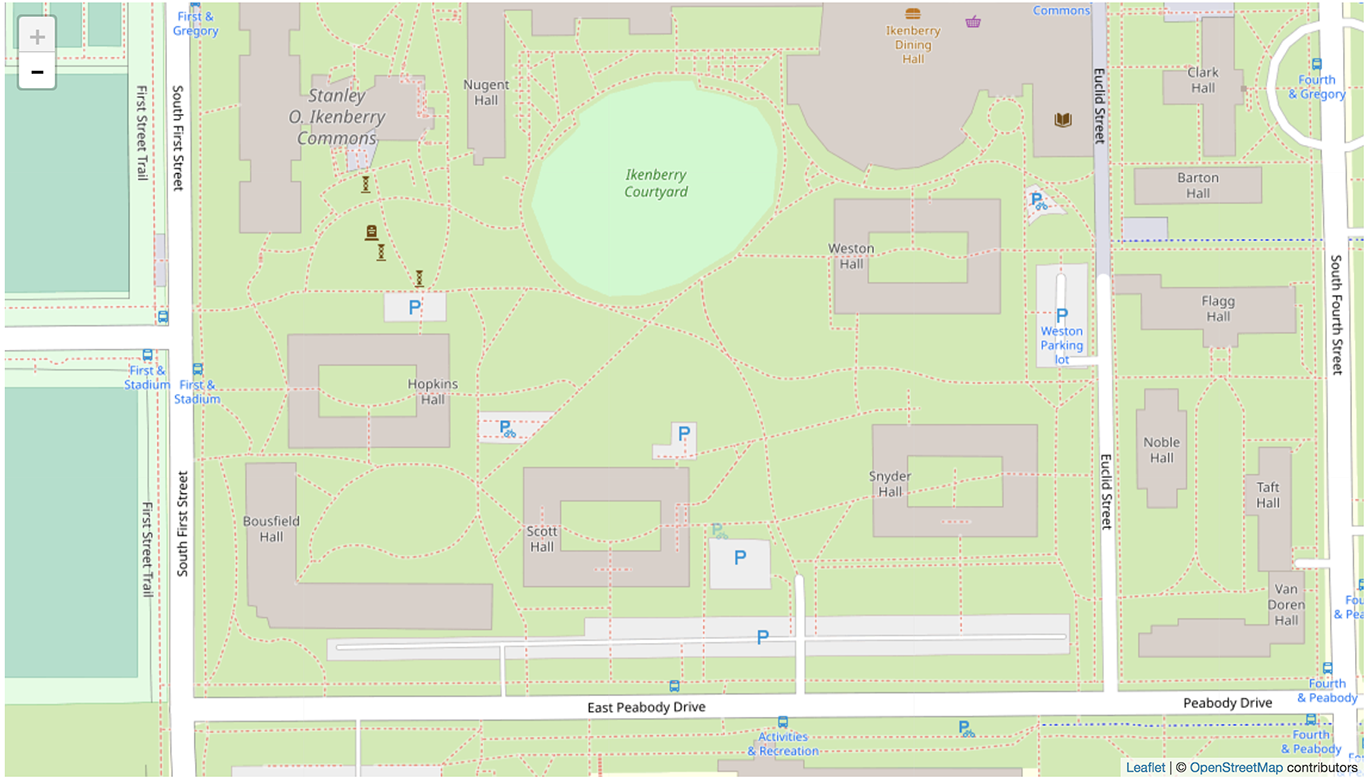 +
-
First &
Gregory
Commons
Ikenberry
Dining
Hall
Nugent
Hall
Clark
Hall
Fourth
& Gregory
Stanley
O. Ikenberry
Commons
First Street Trail
South First Street
Euclid Street
Ikenberry
Courtyard
Barton
Hall
Weston
Hall
P
P
P
Weston
Parking
lot
Flagg
Hall
South Fourth Street
First &
Stadium
First &
Stadium
Hopkins
Hall
P
P
Noble
Hall
Snyder
Hall
Euclid Street
Taft
Hall
South First Street
First Street Trail
Bousfield
Hall
Scott
Hall
P
P
Van
Doren
Hall
Fou
& Pea
P
Fourth
& Peabody
East Peabody Drive
Peabody Drive
P
Activities
& Recreation
Fourth
& Peabody
Fo
Leaflet | © OpenStreetMap contributors